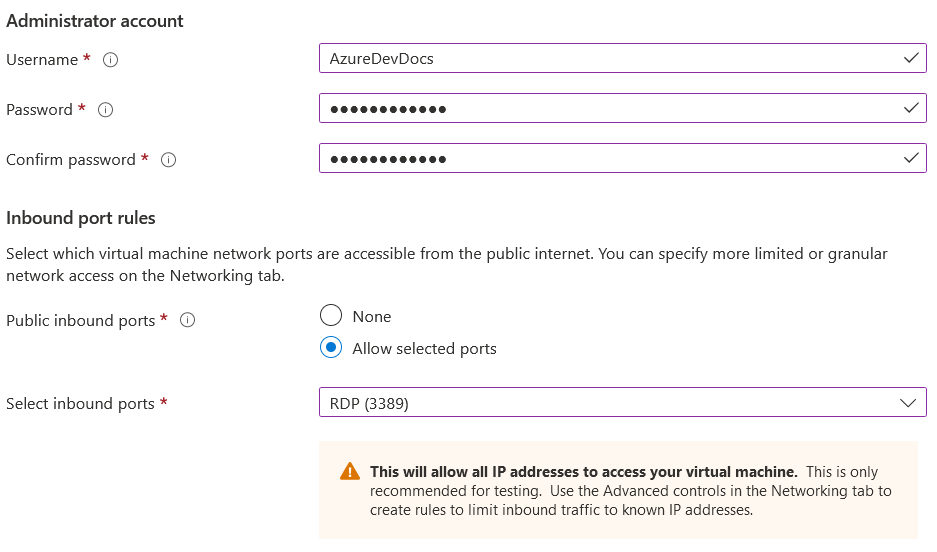 Administrator account
Username *
AzureDevDocs
Password *
●●●●●●●●●●●●
Confirm password *
●●●●●●●●●●●●
Inbound port rules
Select which virtual machine network ports are accessible from the public internet. You can specify more limited or granular
network access on the Networking tab.
Public inbound ports *
None
Allow selected ports
Select inbound ports *
RDP (3389)
This will allow all IP addresses to access your virtual machine. This is only
recommended for testing. Use the Advanced controls in the Networking tab to
create rules to limit inbound traffic to known IP addresses.